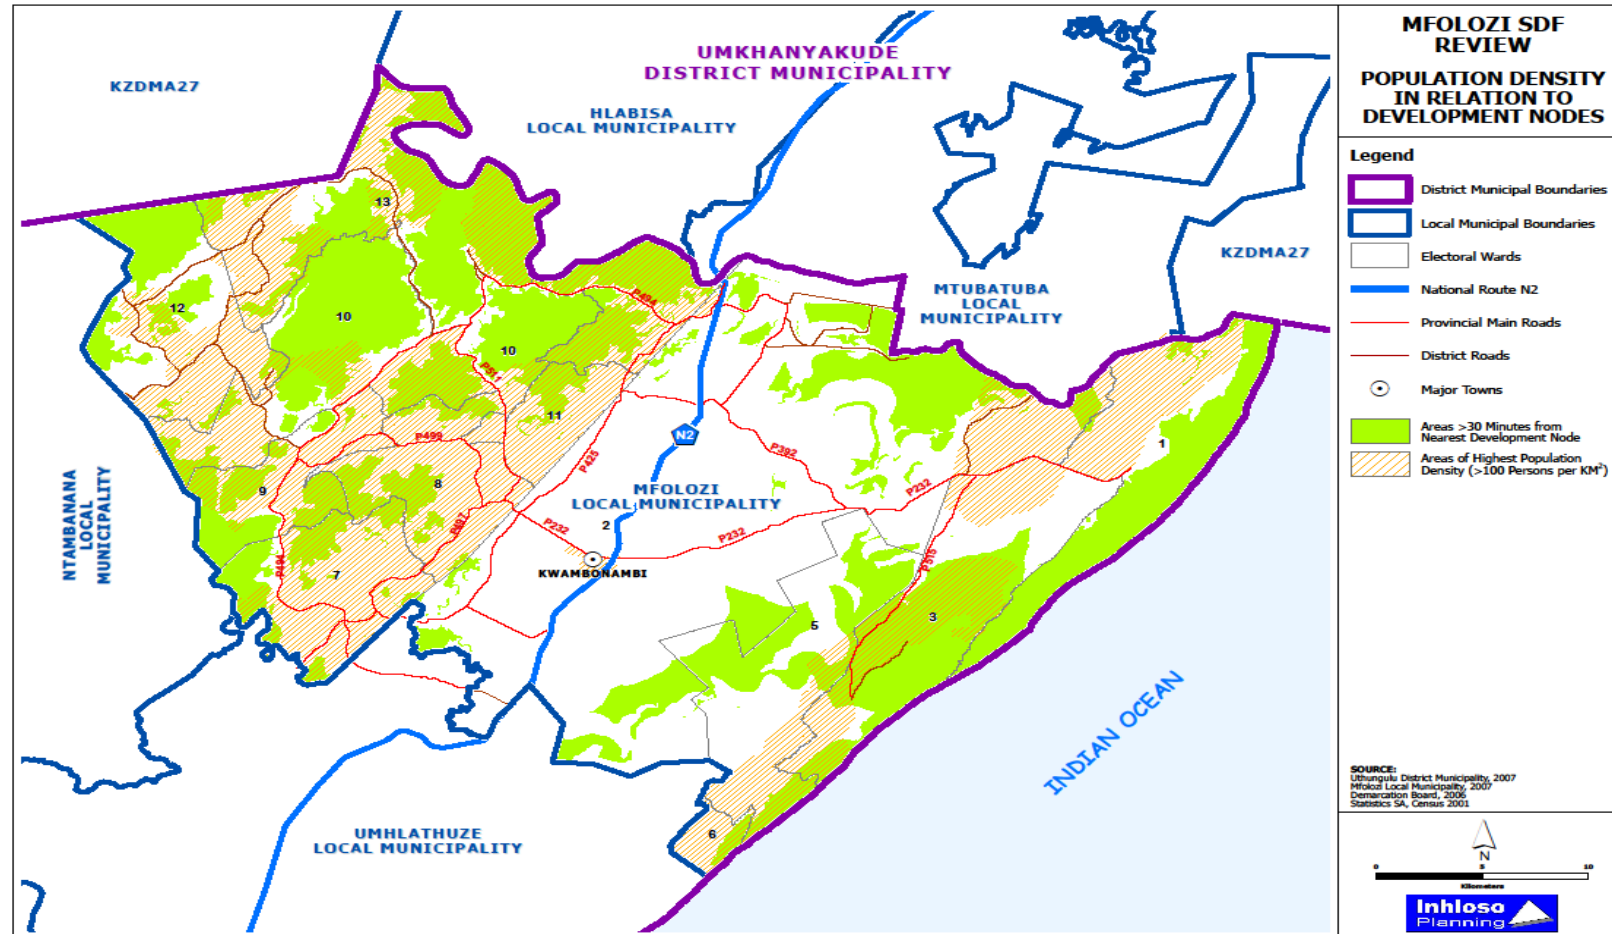 MFOLOZI SDF
REVIEW
POPULATION DENSITY
IN RELATION TO
DEVELOPMENT NODES
Legend
District Municipal Boundaries
Local Municipal Boundaries
Electoral Wards
National Route N2
Provincial Main Roads
District Roads
Major Towns
Areas >30 Minutes from
Nearest Development Node
Areas of Highest Population
Density (>100 Persons per KM²)
SOURCE:
Uthungulu District Municipality, 2007
Mfolozi Local Municipality, 2007
Demarcation Board, 2006
Statistics SA, Census 2001
N
0 5 10
Kilometers
Inhloso
Planning
KZDMA27
UMKHANYAKUDE
DISTRICT MUNICIPALITY
HLABISA
LOCAL MUNICIPALITY
KZDMA27
MTUBATUBA
LOCAL
MUNICIPALITY
13
12
10
P494
10
P511
11
N2
P499
P425
P392
1
9
8
MFOLOZI
LOCAL MUNICIPALITY
P232
NTAMBANANA
LOCAL
MUNICIPALITY
P497
P232
2
P232
P494
7
KWAMBONAMBI
P515
5
3
INDIAN OCEAN
6
UMHLATHUZE
LOCAL MUNICIPALITY